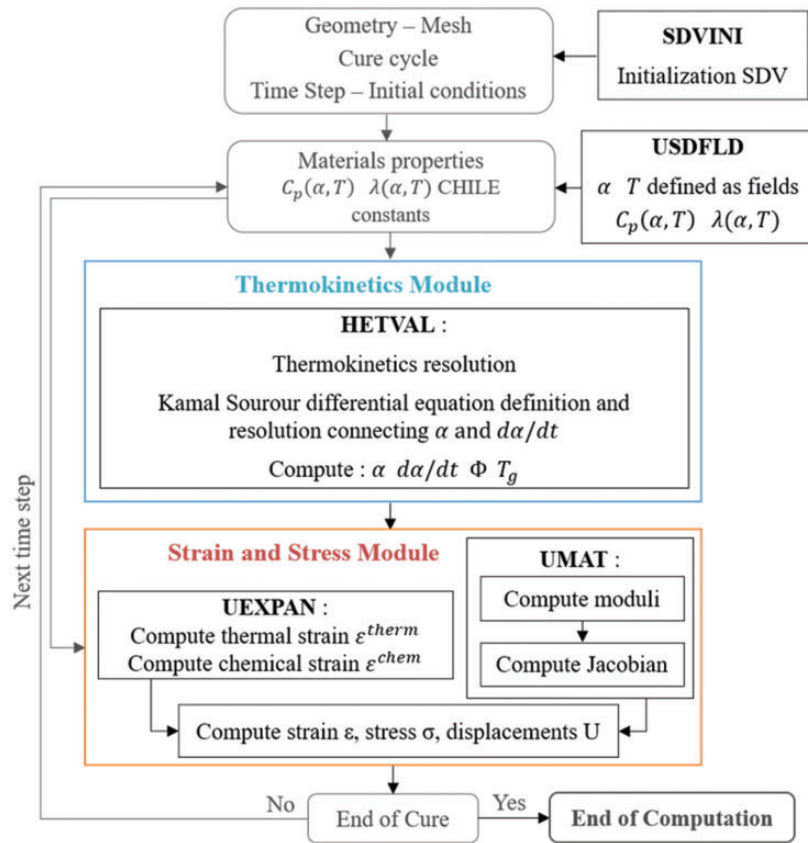 Geometry – Mesh
Cure cycle
Time Step – Initial conditions
SDVINI
Initialization SDV
Materials properties
𝐶𝑝(𝛼, 𝑇) 𝜆(𝛼, 𝑇) CHILE
constants
USDFLD
𝛼 𝑇 defined as fields
𝐶𝑝(𝛼, 𝑇) 𝜆(𝛼, 𝑇)
Thermokinetics Module
HETVAL :
Thermokinetics resolution
Kamal Sourour differential equation definition and
resolution connecting 𝛼 and 𝑑𝛼/𝑑𝑡
Compute : 𝛼 𝑑𝛼/𝑑𝑡 Φ 𝑇𝑔
Next time step
Strain and Stress Module
UEXPAN :
Compute thermal strain 𝜀^𝑡ℎ𝑒𝑟𝑚
Compute chemical strain 𝜀^𝑐ℎ𝑒𝑚
UMAT :
Compute moduli
Compute Jacobian
Compute strain ε, stress σ, displacements U
No
End of Cure
Yes
End of Computation